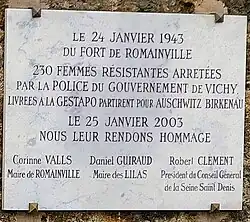 LE 24 JANVIER 1943
DU FORT DE ROMAINVILLE
230 FEMMES RÉSISTANTES ARRETÉES
PAR LA POLICE DU GOUVERNEMENT DE VICHY
LIVRÉES A LA GESTAPO PARTIRENT POUR AUSCHWITZ BIRKENAU
LE 25 JANVIER 2003
NOUS LEUR RENDONS HOMMAGE
Corinne VALLS Daniel GUIRAUD Robert CLEMENT
Maire de ROMAINVILLE Maire des LILAS Président du Conseil Général
de la Seine Saint Denis